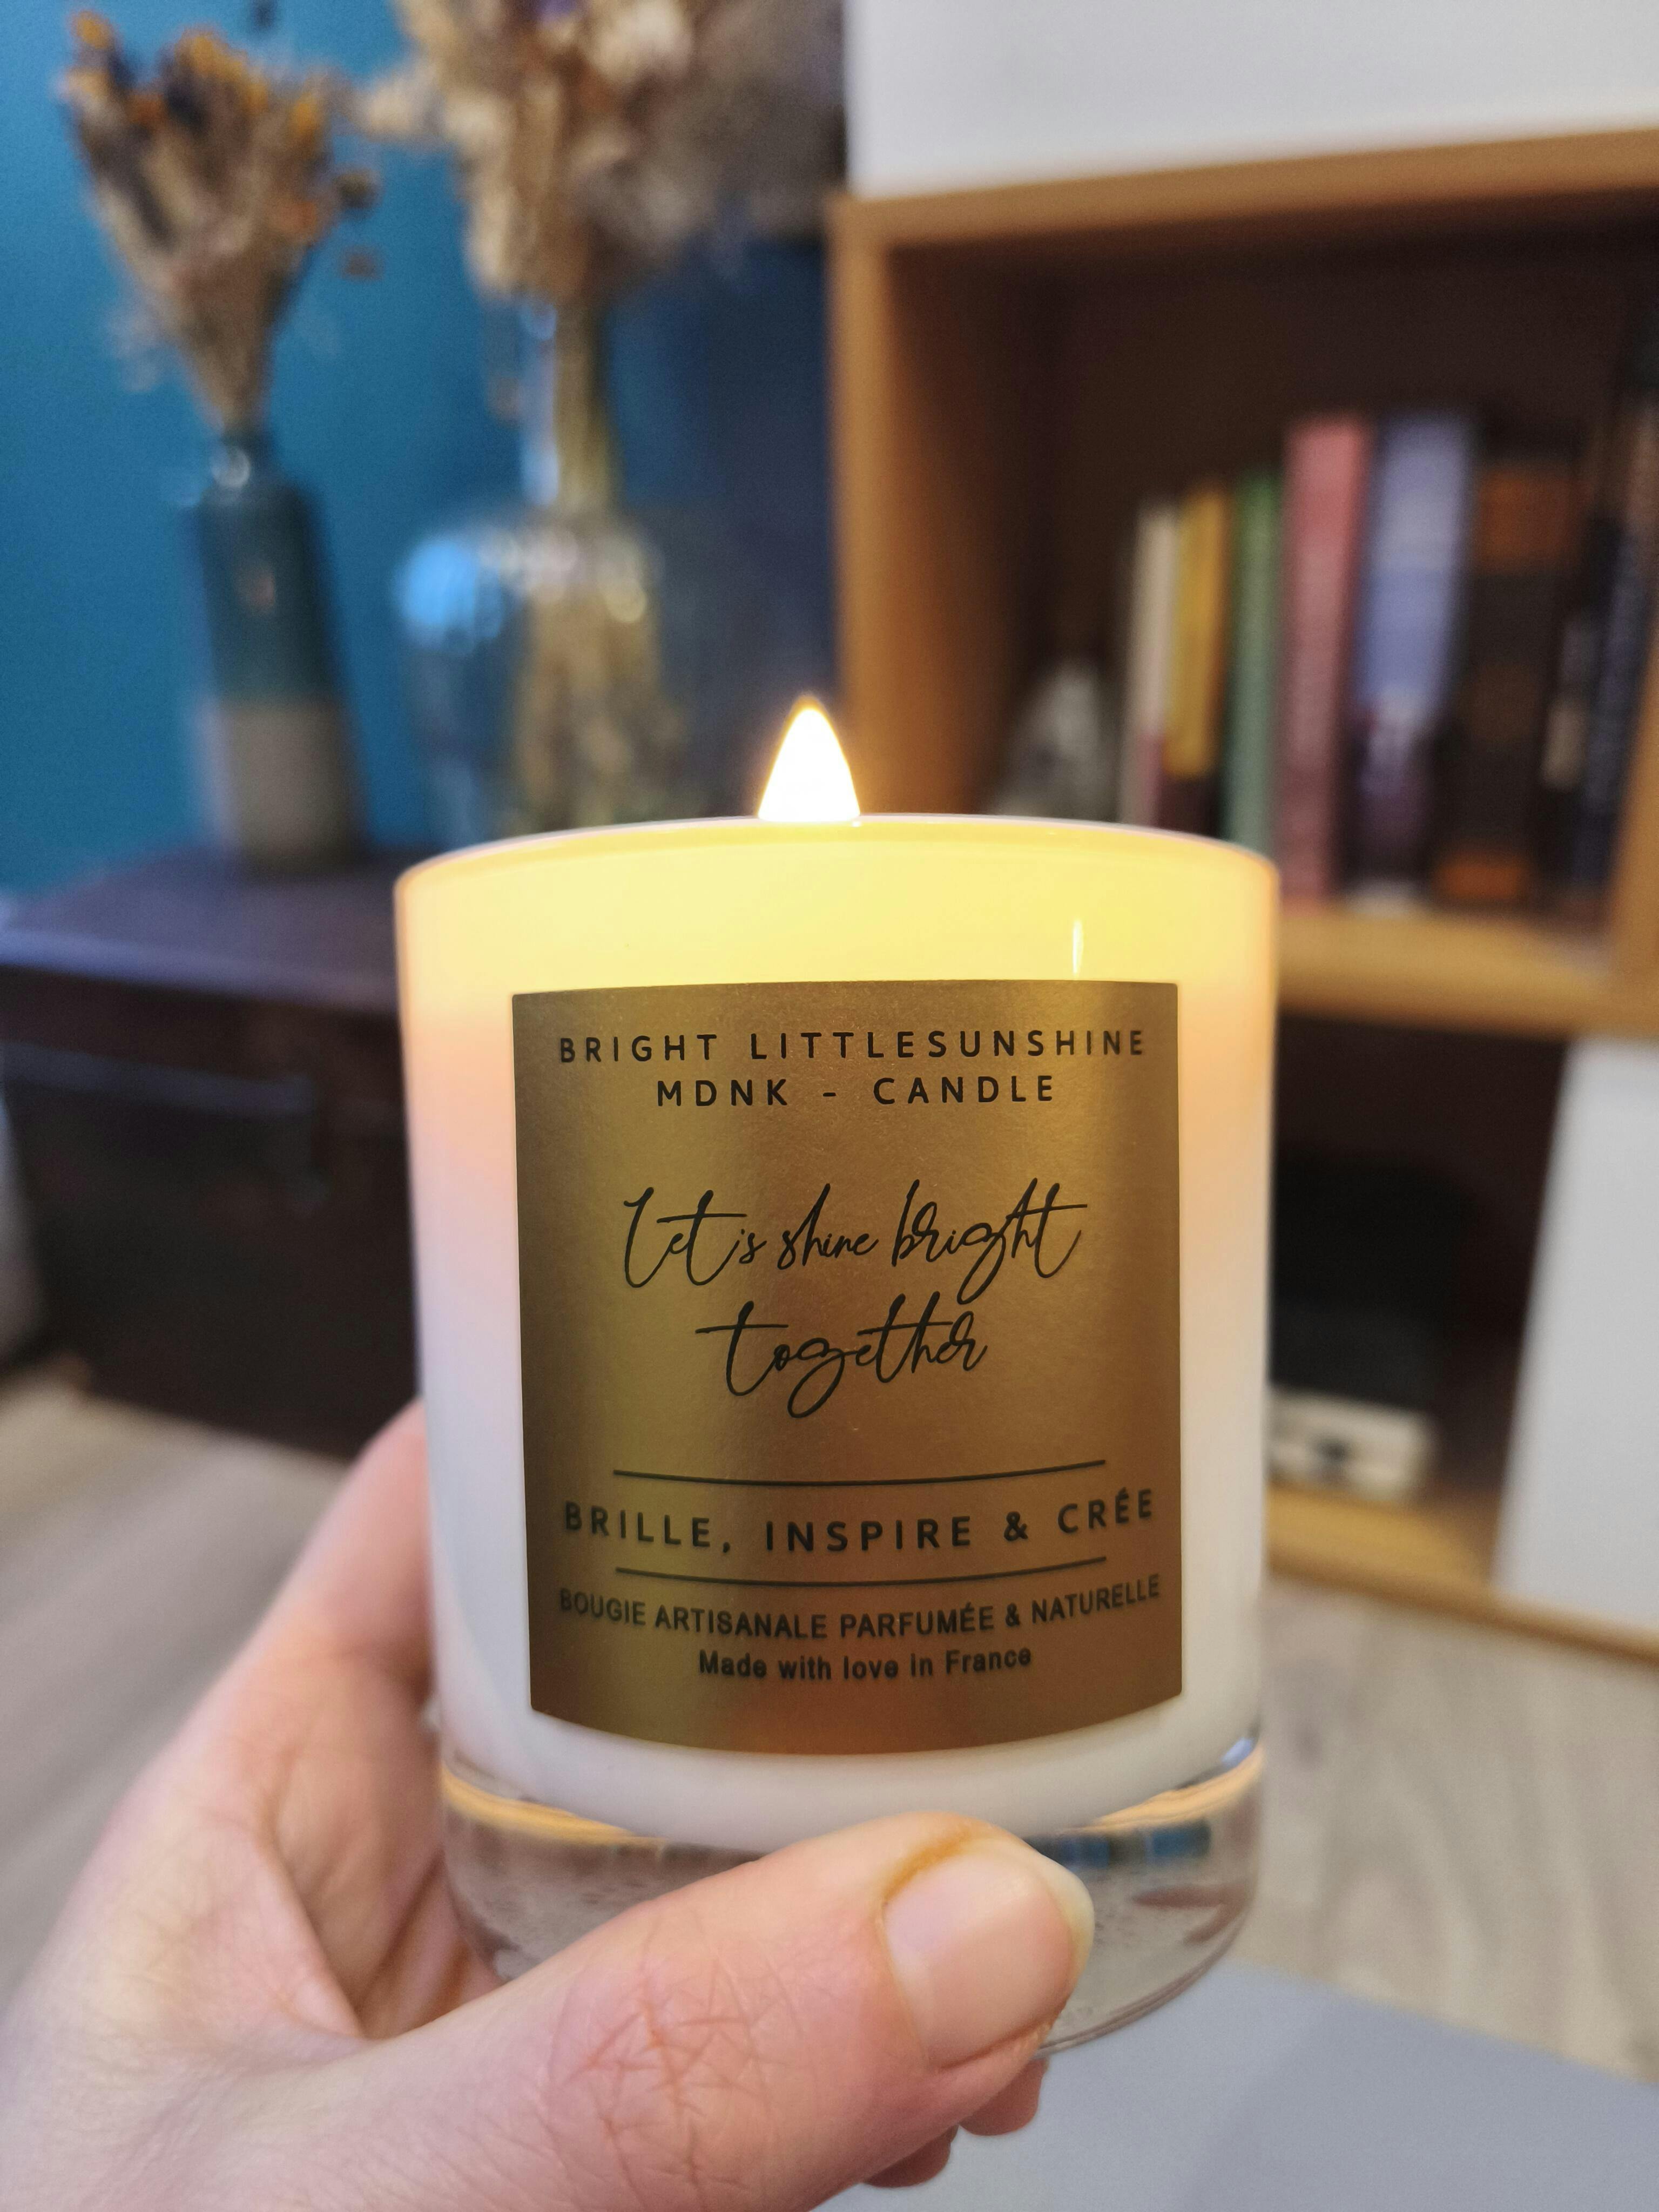 BRIGHT LITTLESUNSHINE
MDNK - CANDLE
Let's shine bright
together
BRILLE, INSPIRE & CRÉE
BOUGIE ARTISANALE PARFUMÉE & NATURELLE
Made with love in France